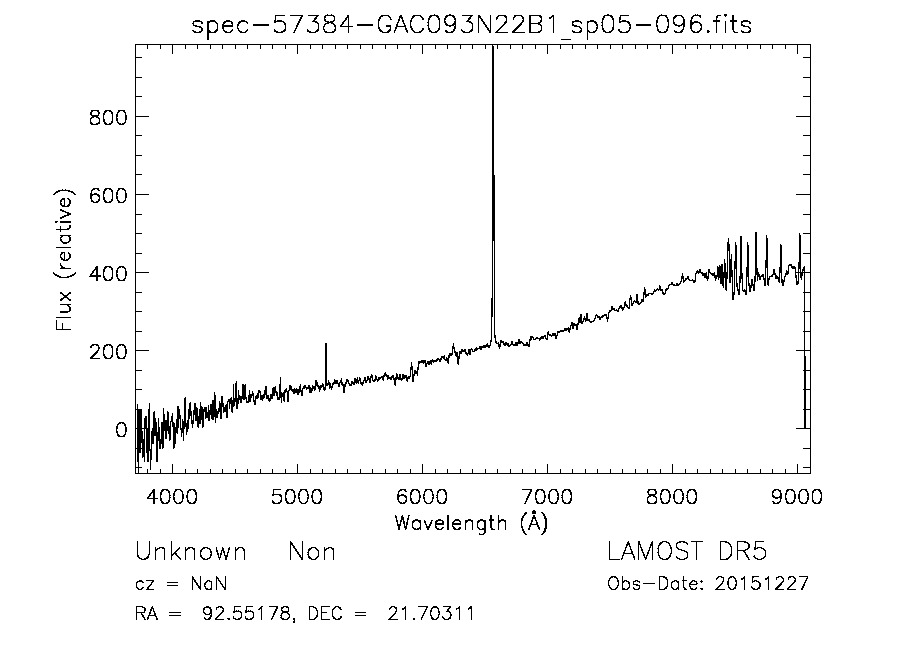 spec-57384-GAC093N22B1_sp05-096.fits
800
600
400
200
0
Flux (relative)
4000 5000 6000 7000 8000 9000
Wavelength (Å)
Unknown Non
LAMOST DR5
cz = NaN
Obs-Date: 20151227
RA = 92.55178, DEC = 21.70311